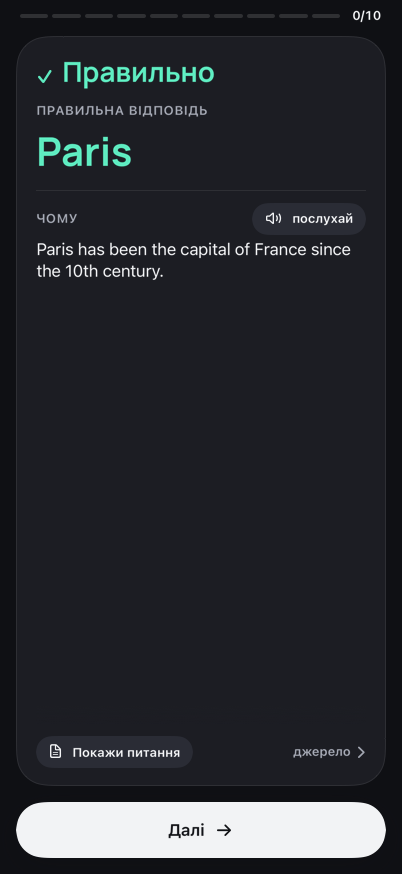 0/10
Правильно
ПРАВИЛЬНА ВІДПОВІДЬ
Paris
ЧОМУ
послухай
Paris has been the capital of France since
the 10th century.
Покажи питання
джерело
Далі